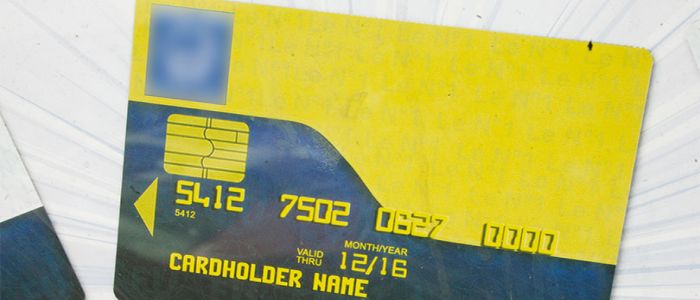 5412 7502 0827 0000
5412
MONTH/YEAR
VALID THRU 12/16
CARDHOLDER NAME